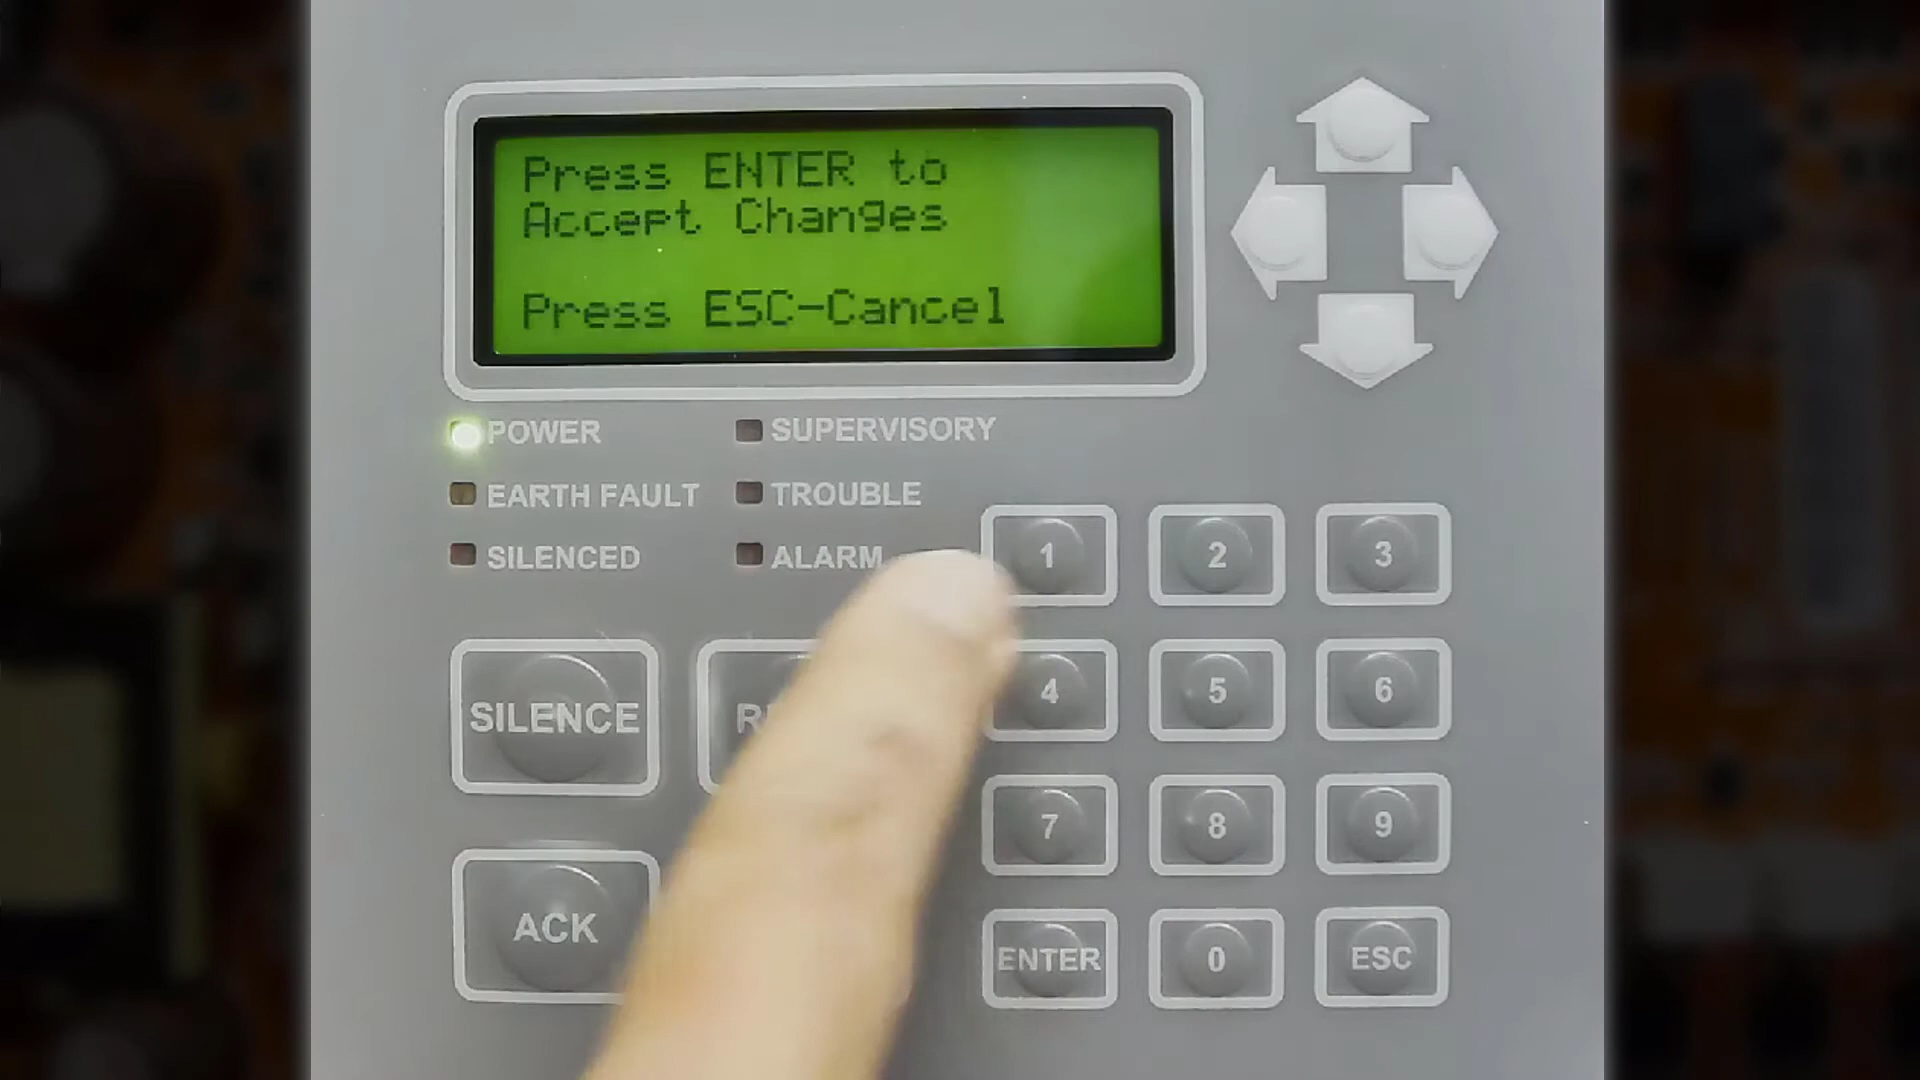 Press ENTER to
Accept Changes
Press ESC-Cancel
POWER
SUPERVISORY
EARTH FAULT
TROUBLE
SILENCED
ALARM
1
2
3
SILENCE
4
5
6
7
8
9
ACK
ENTER
0
ESC